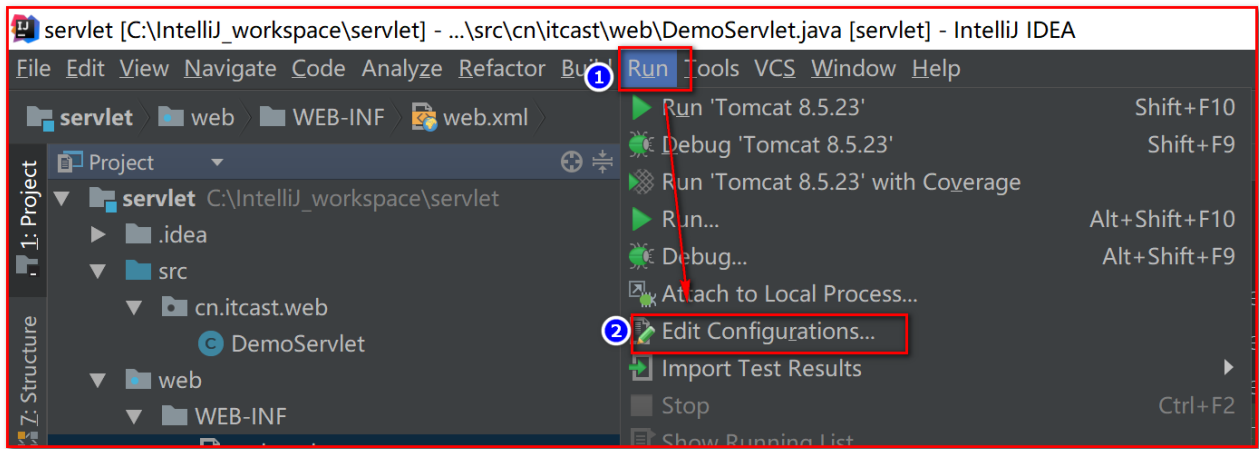 servlet [C:\IntelliJ_workspace\servlet] - ...\src\cn\itcast\web\DemoServlet.java [servlet] - IntelliJ IDEA
File Edit View Navigate Code Analyze Refactor Build Run Tools VCS Window Help
1
servlet web WEB-INF web.xml
Project
servlet C:\IntelliJ_workspace\servlet
.idea
src
cn.itcast.web
DemoServlet
web
WEB-INF
1: Project
Z: Structure
Run 'Tomcat 8.5.23' Shift+F10
Debug 'Tomcat 8.5.23' Shift+F9
Run 'Tomcat 8.5.23' with Coverage
Run... Alt+Shift+F10
Debug... Alt+Shift+F9
Attach to Local Process...
2 Edit Configurations...
Import Test Results
Stop Ctrl+F2
Show Running List